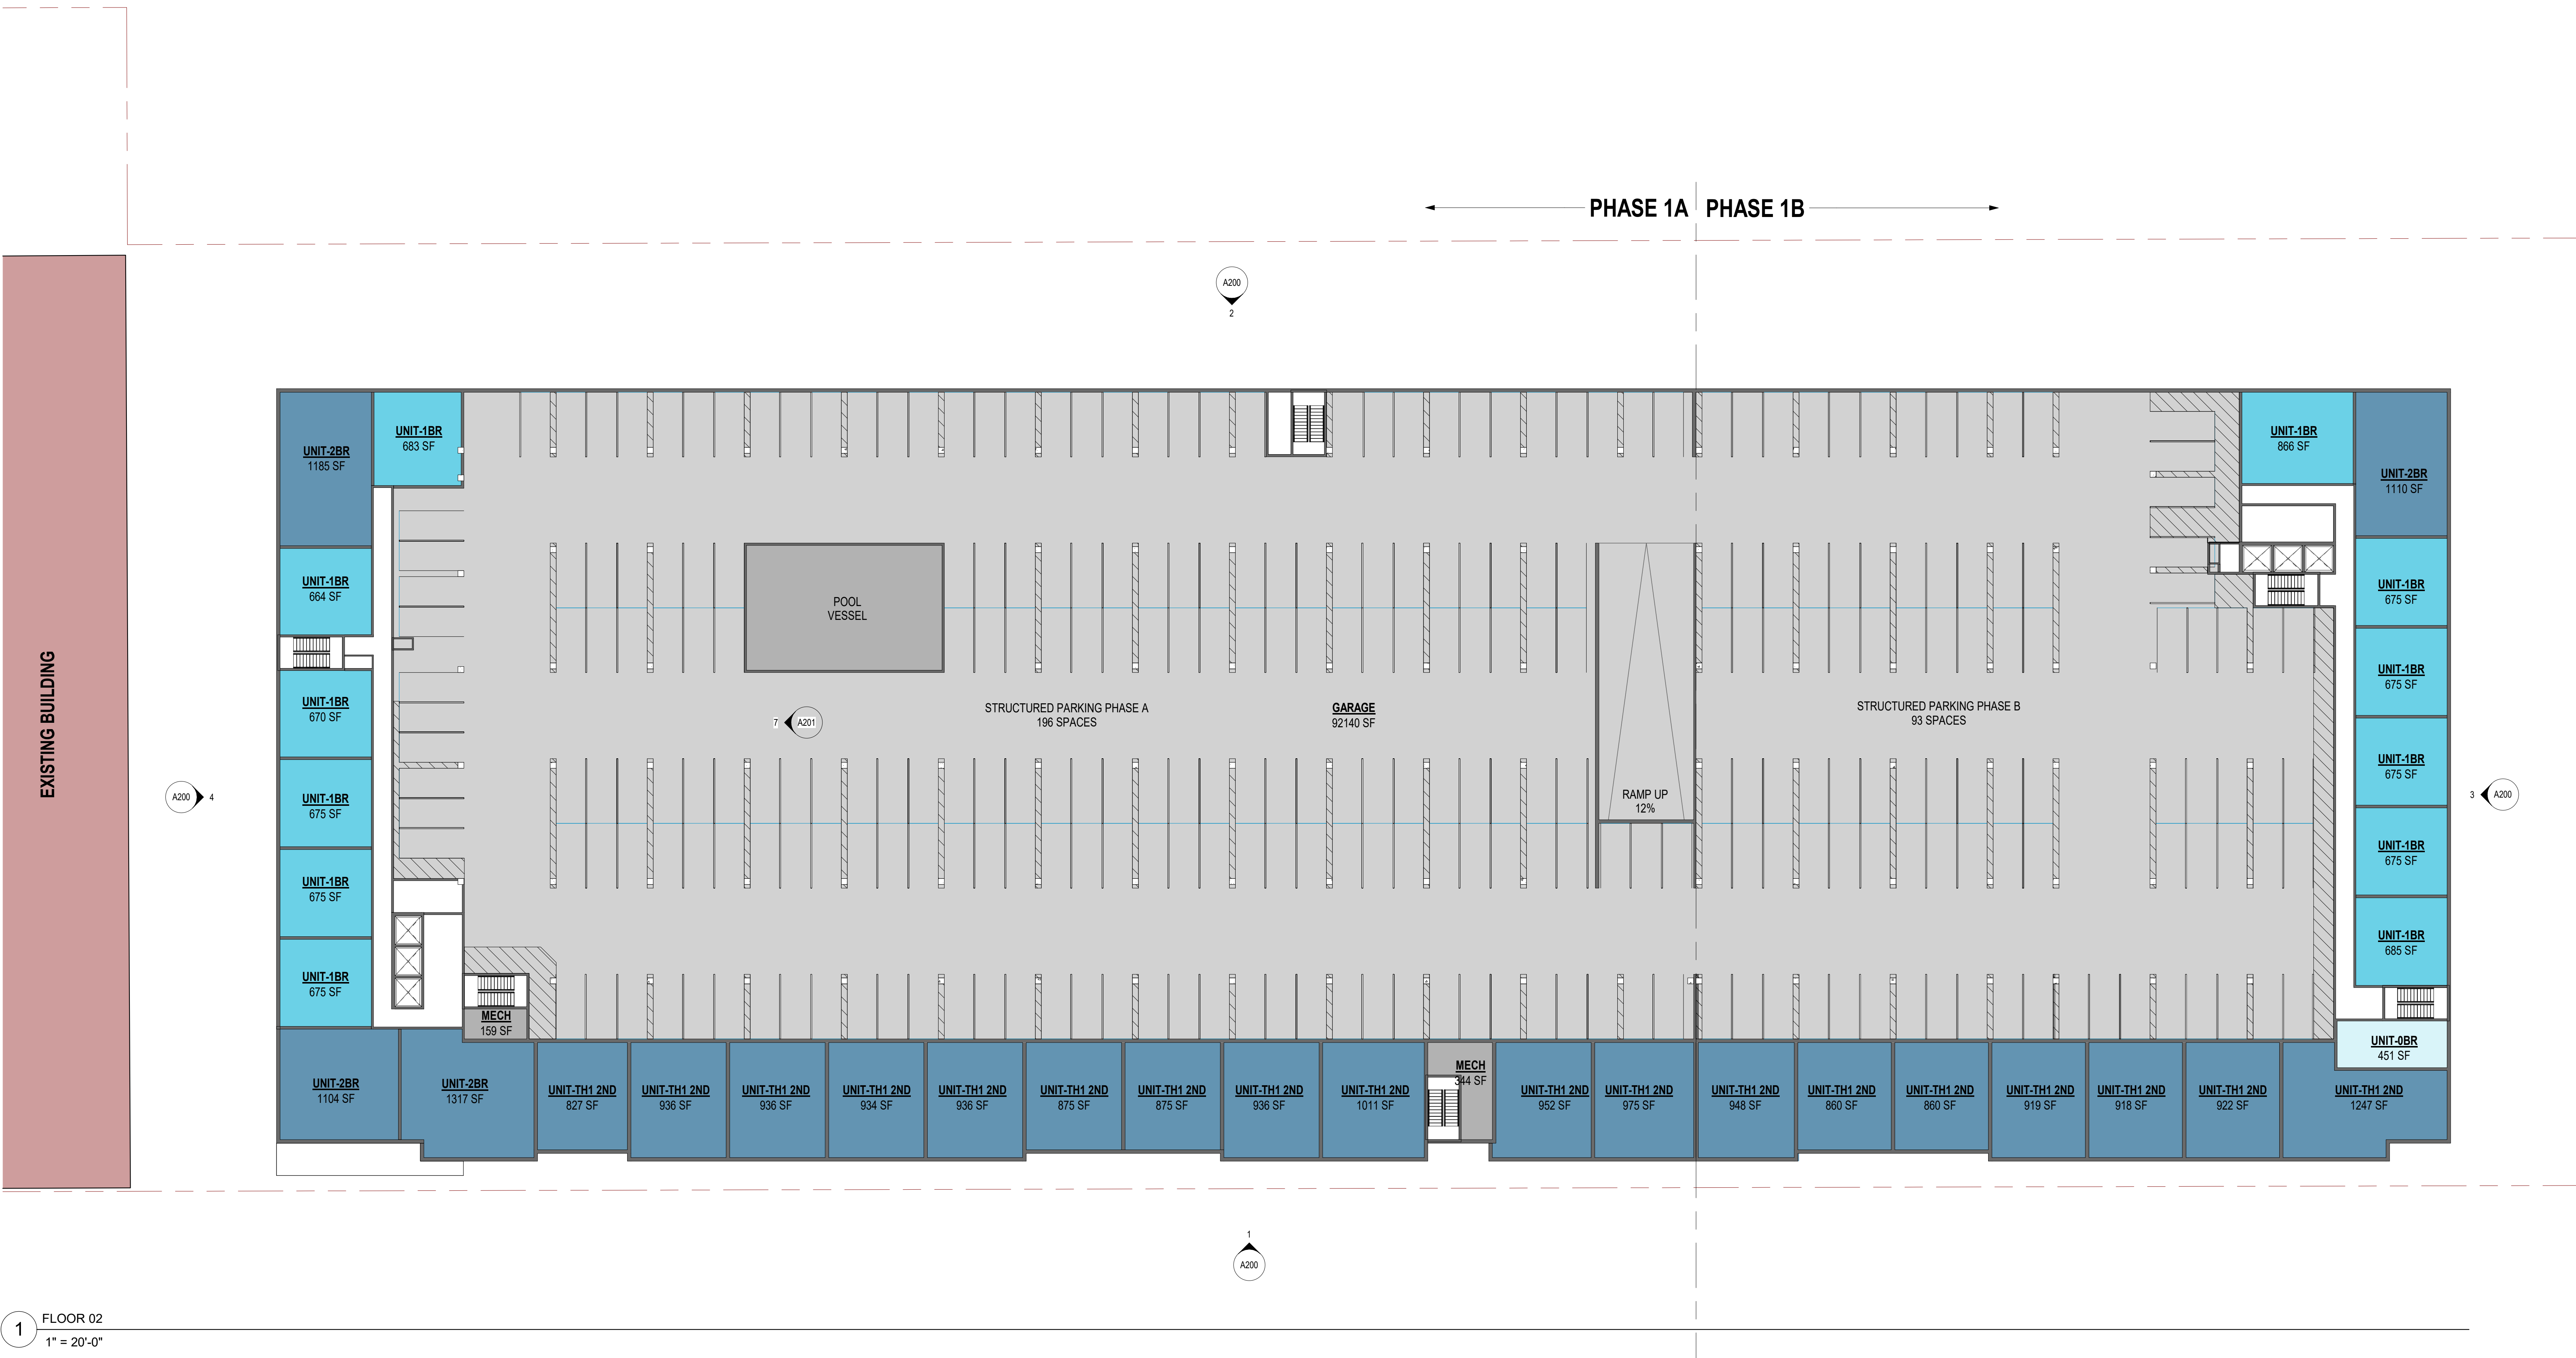 PHASE 1A
PHASE 1B
A200
2
UNIT-2BR
1185 SF
UNIT-1BR
683 SF
UNIT-1BR
866 SF
UNIT-2BR
1110 SF
UNIT-1BR
664 SF
POOL
VESSEL
UNIT-1BR
675 SF
EXISTING BUILDING
UNIT-1BR
670 SF
7
A201
STRUCTURED PARKING PHASE A
196 SPACES
GARAGE
92140 SF
STRUCTURED PARKING PHASE B
93 SPACES
UNIT-1BR
675 SF
A200
4
UNIT-1BR
675 SF
RAMP UP
12%
UNIT-1BR
675 SF
3
A200
UNIT-1BR
675 SF
UNIT-1BR
675 SF
UNIT-1BR
675 SF
UNIT-1BR
685 SF
MECH
159 SF
UNIT-0BR
451 SF
UNIT-2BR
1104 SF
UNIT-2BR
1317 SF
UNIT-TH1 2ND
827 SF
UNIT-TH1 2ND
936 SF
UNIT-TH1 2ND
936 SF
UNIT-TH1 2ND
934 SF
UNIT-TH1 2ND
936 SF
UNIT-TH1 2ND
875 SF
UNIT-TH1 2ND
875 SF
UNIT-TH1 2ND
936 SF
UNIT-TH1 2ND
1011 SF
MECH
344 SF
UNIT-TH1 2ND
952 SF
UNIT-TH1 2ND
975 SF
UNIT-TH1 2ND
948 SF
UNIT-TH1 2ND
860 SF
UNIT-TH1 2ND
860 SF
UNIT-TH1 2ND
919 SF
UNIT-TH1 2ND
918 SF
UNIT-TH1 2ND
922 SF
UNIT-TH1 2ND
1247 SF
1
A200
1
FLOOR 02
1" = 20'-0"